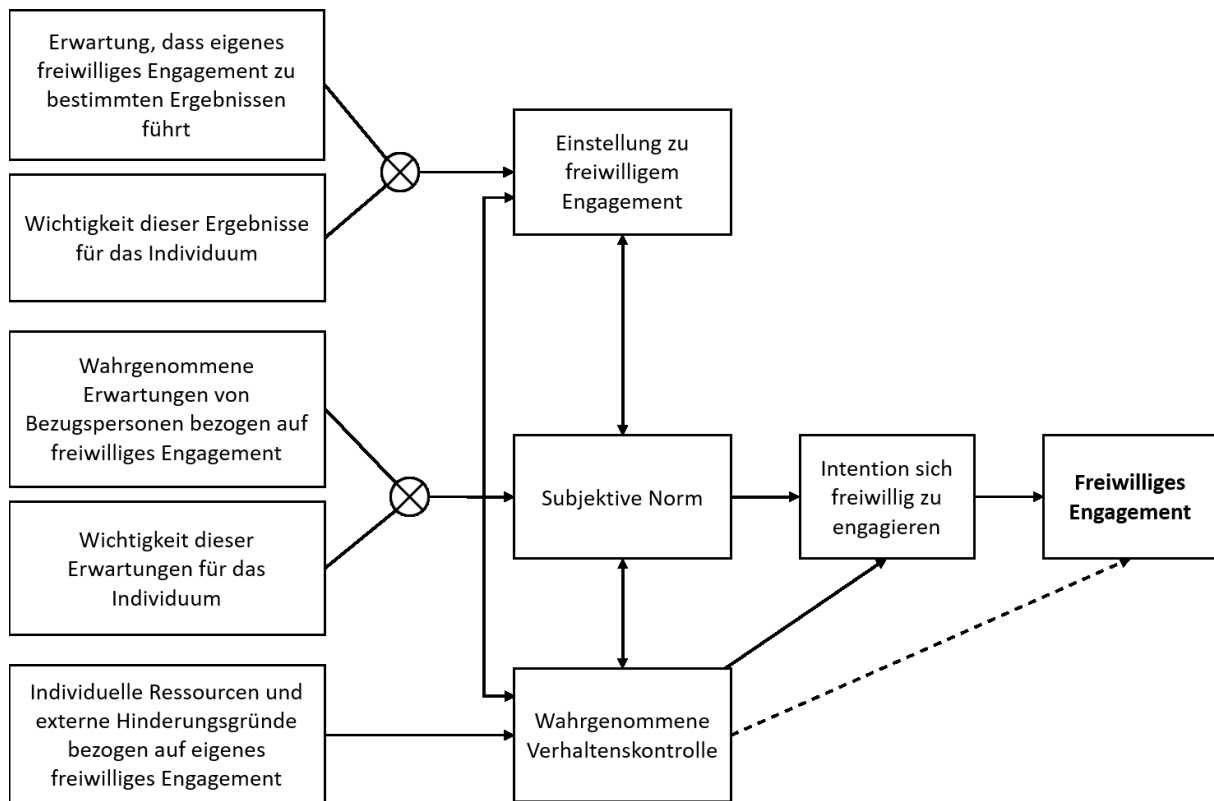 Erwartung, dass eigenes
freiwilliges Engagement zu
bestimmten Ergebnissen
führt
Wichtigkeit dieser Ergebnisse
für das Individuum
Wahrgenommene
Erwartungen von
Bezugspersonen bezogen auf
freiwilliges Engagement
Wichtigkeit dieser
Erwartungen für das
Individuum
Individuelle Ressourcen und
externe Hinderungsgründe
bezogen auf eigenes
freiwilliges Engagement
Einstellung zu
freiwilligem
Engagement
Subjektive Norm
Wahrgenommene
Verhaltenskontrolle
Intention sich
freiwillig zu
engagieren
Freiwilliges
Engagement